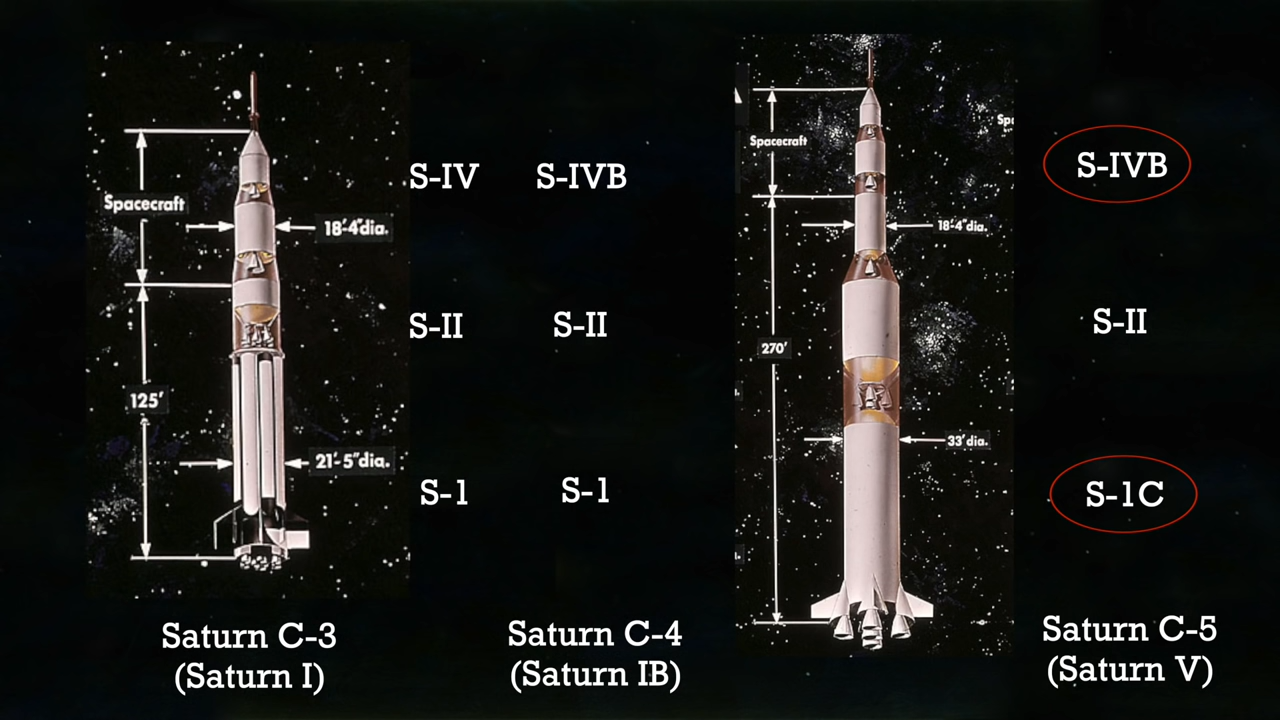 Spacecraft
18'-4"dia.
125'
21'-5"dia.
S-IV
S-II
S-1
Saturn C-3
(Saturn I)
S-IVB
S-II
S-1
Saturn C-4
(Saturn IB)
Spacecraft
18'-4"dia.
270'
33'dia.
S-IVB
S-II
S-1C
Saturn C-5
(Saturn V)